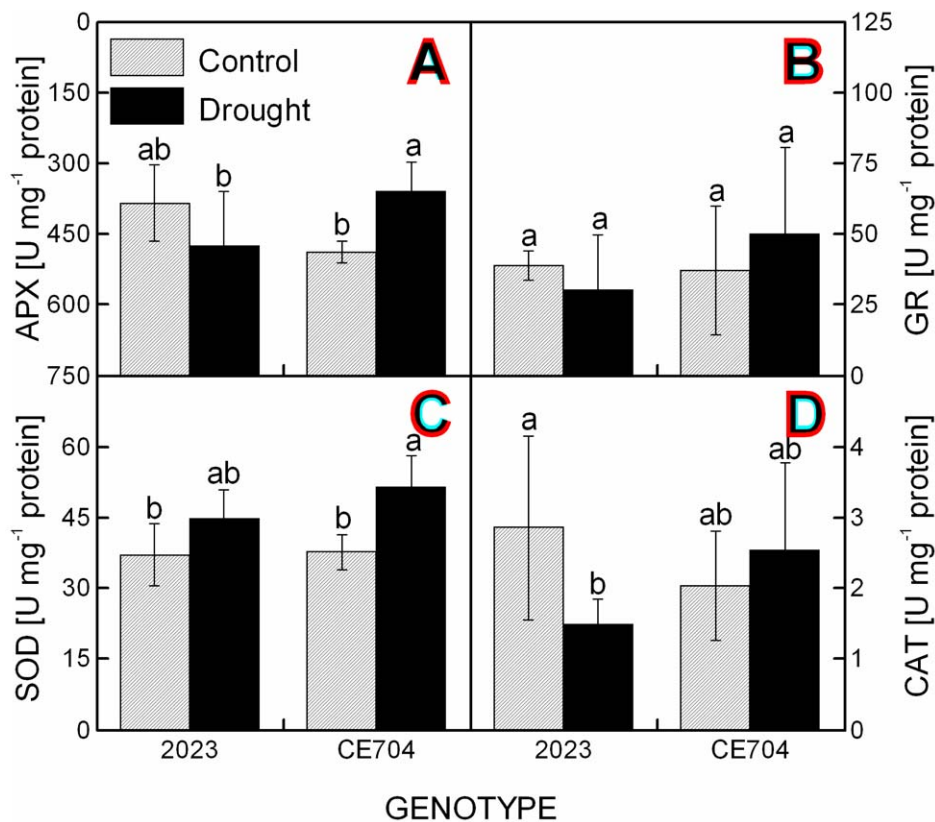 0
150
300
450
600
750
APX [U mg⁻¹ protein]
Control
Drought
A
ab
b
b
a
B
a
a
a
a
125
100
75
50
25
0
GR [U mg⁻¹ protein]
60
45
30
15
0
SOD [U mg⁻¹ protein]
C
b
ab
b
a
D
a
b
ab
ab
4
3
2
1
0
CAT [U mg⁻¹ protein]
2023
CE704
2023
CE704
GENOTYPE